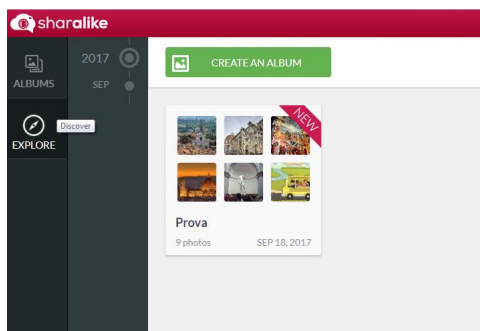 sharalike
ALBUMS
EXPLORE
Discover
2017
SEP
CREATE AN ALBUM
NEW
Prova
9 photos SEP 18, 2017